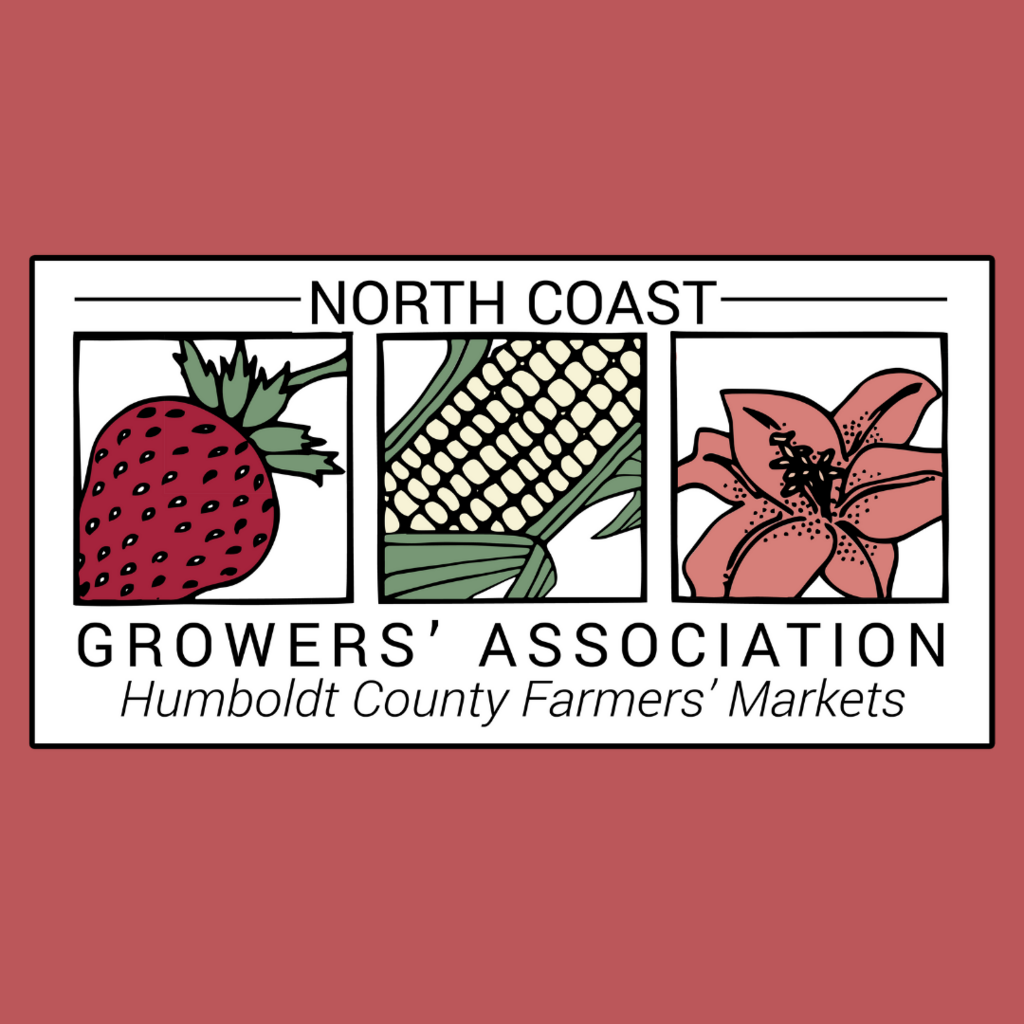 NORTH COAST
GROWERS’ ASSOCIATION
Humboldt County Farmers’ Markets